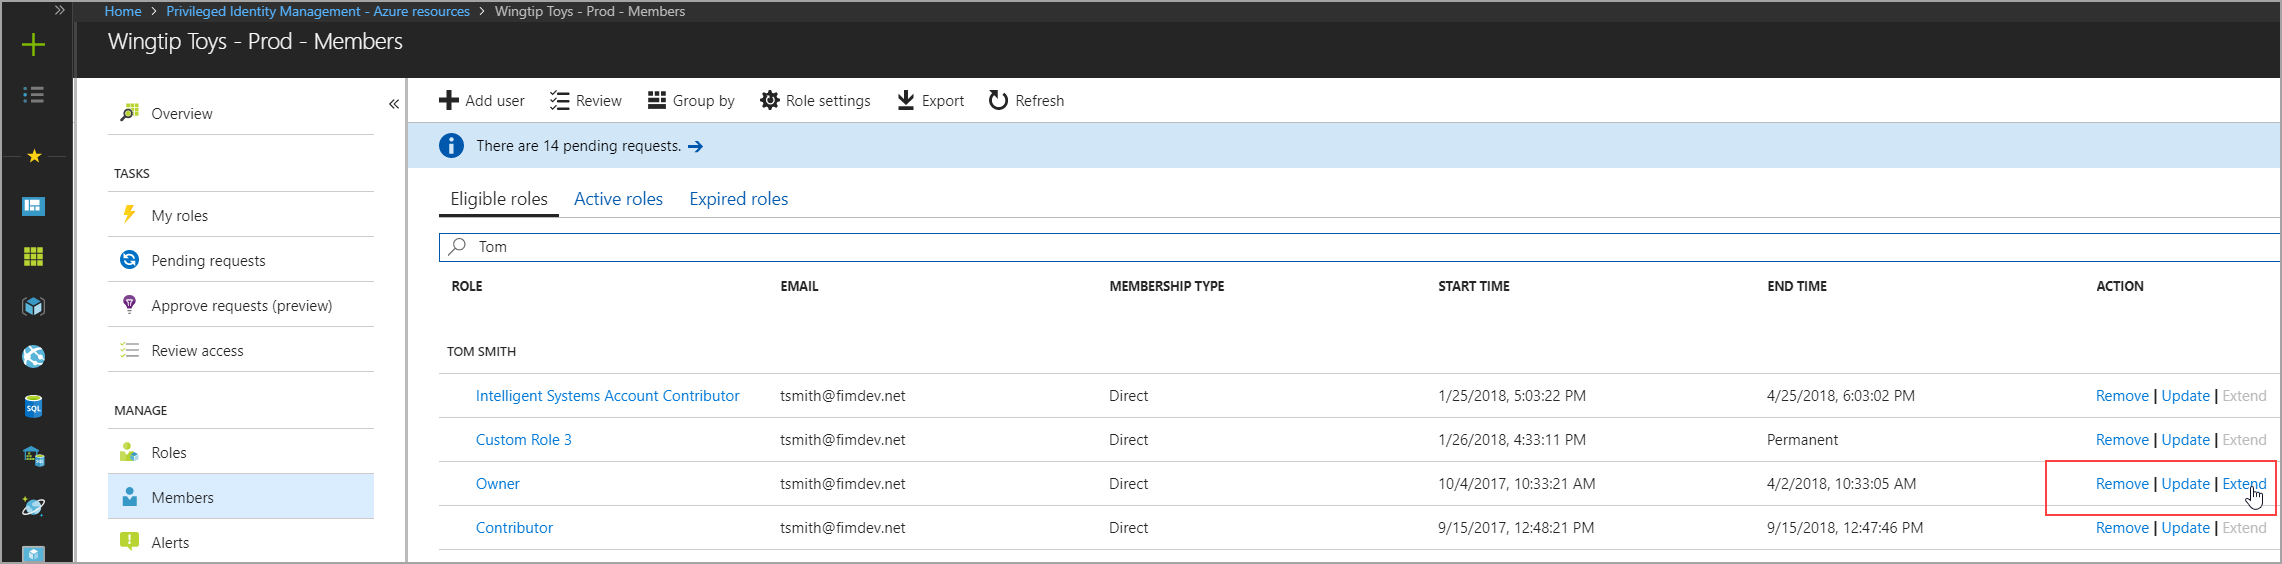 Home > Privileged Identity Management - Azure resources > Wingtip Toys - Prod - Members
Wingtip Toys - Prod - Members
Overview
TASKS
My roles
Pending requests
Approve requests (preview)
Review access
MANAGE
Roles
Members
Alerts
Add user Review Group by Role settings Export Refresh
There are 14 pending requests.
Eligible roles Active roles Expired roles
Tom
ROLE EMAIL MEMBERSHIP TYPE START TIME END TIME ACTION
TOM SMITH
Intelligent Systems Account Contributor tsmith@fimdev.net Direct 1/25/2018, 5:03:22 PM 4/25/2018, 6:03:02 PM Remove | Update | Extend
Custom Role 3 tsmith@fimdev.net Direct 1/26/2018, 4:33:11 PM Permanent Remove | Update | Extend
Owner tsmith@fimdev.net Direct 10/4/2017, 10:33:21 AM 4/2/2018, 10:33:05 AM Remove | Update | Extend
Contributor tsmith@fimdev.net Direct 9/15/2017, 12:48:21 PM 9/15/2018, 12:47:46 PM Remove | Update | Extend
SQL